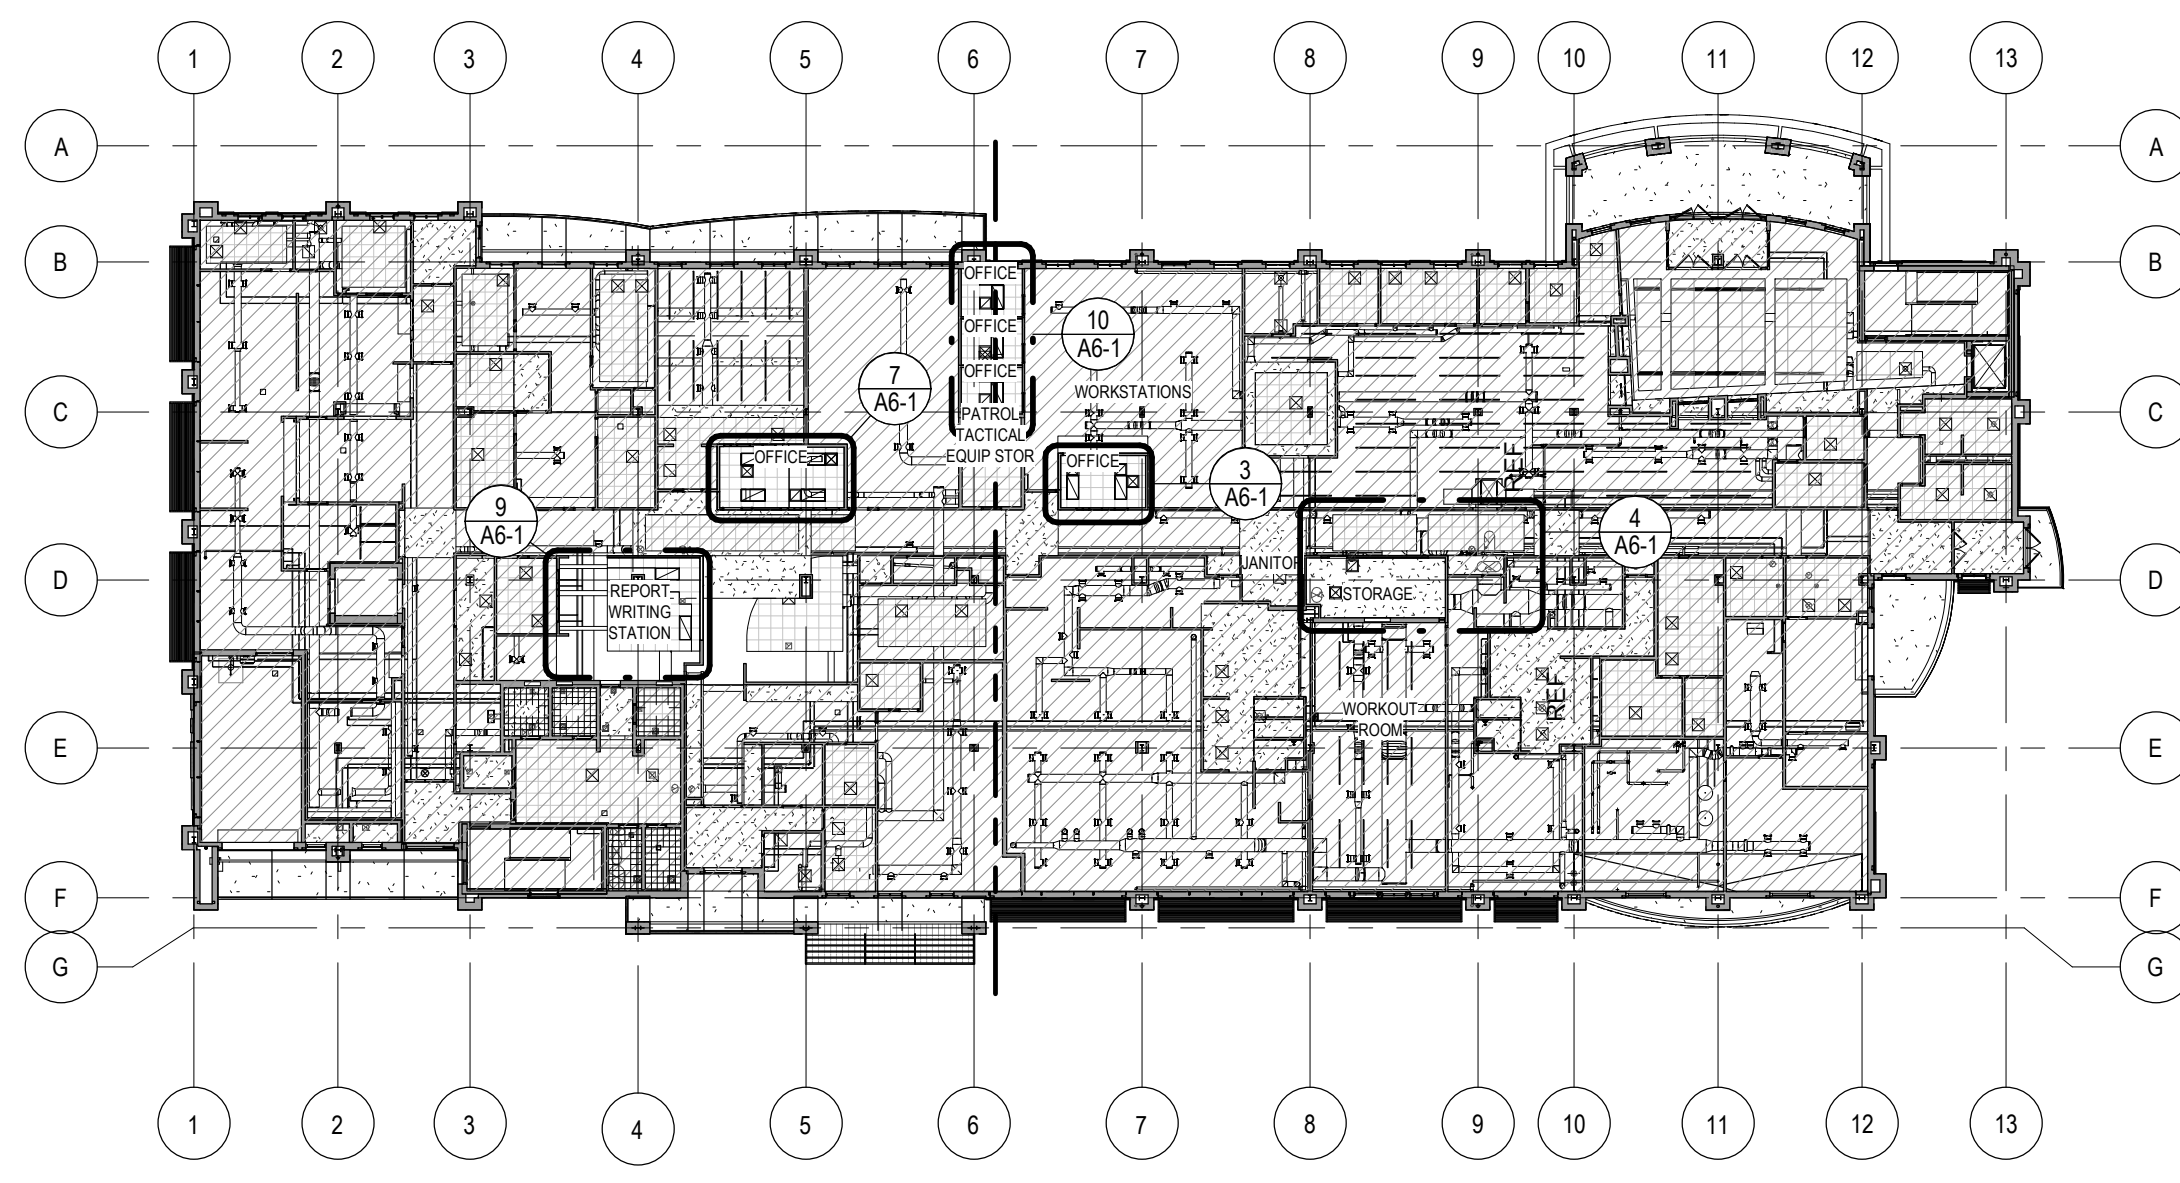 1 2 3 4 5 6 7 8 9 10 11 12 13
A A
B B
OFFICE
OFFICE
10
A6-1
OFFICE
7
A6-1
WORKSTATIONS
C C
PATROL
TACTICAL
EQUIP STOR
OFFICE
OFFICE
3
A6-1
REF
9
A6-1
4
A6-1
JANITOR
D D
REPORT
WRITING
STATION
STORAGE
REF
WORKOUT
ROOM
E E
F F
G G
1 2 3 4 5 6 7 8 9 10 11 12 13